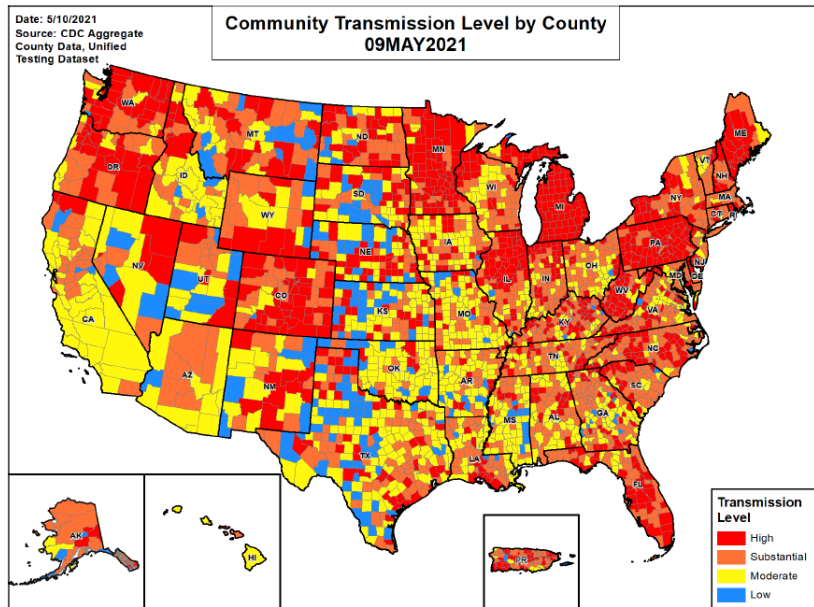 Date: 5/10/2021
Source: CDC Aggregate
County Data, Unified
Testing Dataset
Community Transmission Level by County
09MAY2021
WA
MT
ND
MN
ME
OR
ID
SD
WI
VT
NH
NY
MA
WY
MI
CT
RI
IA
PA
NV
NE
NJ
UT
IL
IN
OH
MD
DE
CO
WV
CA
KS
MO
KY
VA
AZ
NM
OK
TN
NC
AR
SC
MS
AL
GA
TX
LA
FL
AK
HI
PR
Transmission
Level
High
Substantial
Moderate
Low